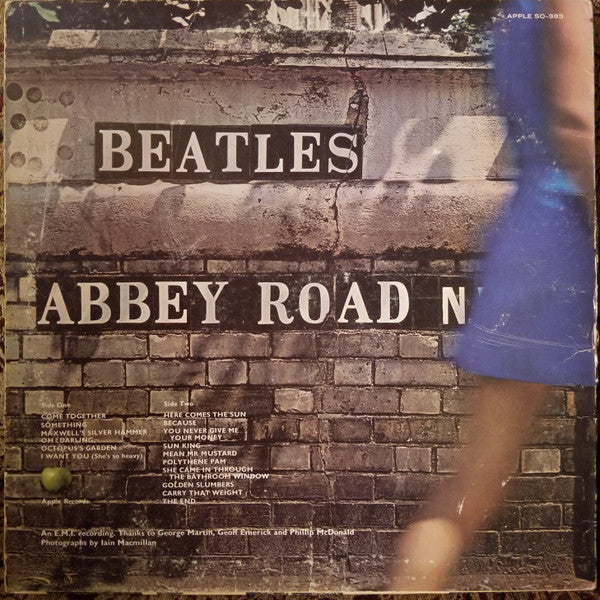 APPLE SO-383
BEATLES
ABBEY ROAD N
Side One
COME TOGETHER
SOMETHING
MAXWELL'S SILVER HAMMER
OH! DARLING
OCTOPUS'S GARDEN
I WANT YOU (She's so heavy)
Side Two
HERE COMES THE SUN
BECAUSE
YOU NEVER GIVE ME
YOUR MONEY
SUN KING
MEAN MR MUSTARD
POLYTHENE PAM
SHE CAME IN THROUGH
THE BATHROOM WINDOW
GOLDEN SLUMBERS
CARRY THAT WEIGHT
THE END
Apple Records
An E.M.I. recording. Thanks to George Martin, Geoff Emerick and Phillip McDonald
Photographs by Iain Macmillan